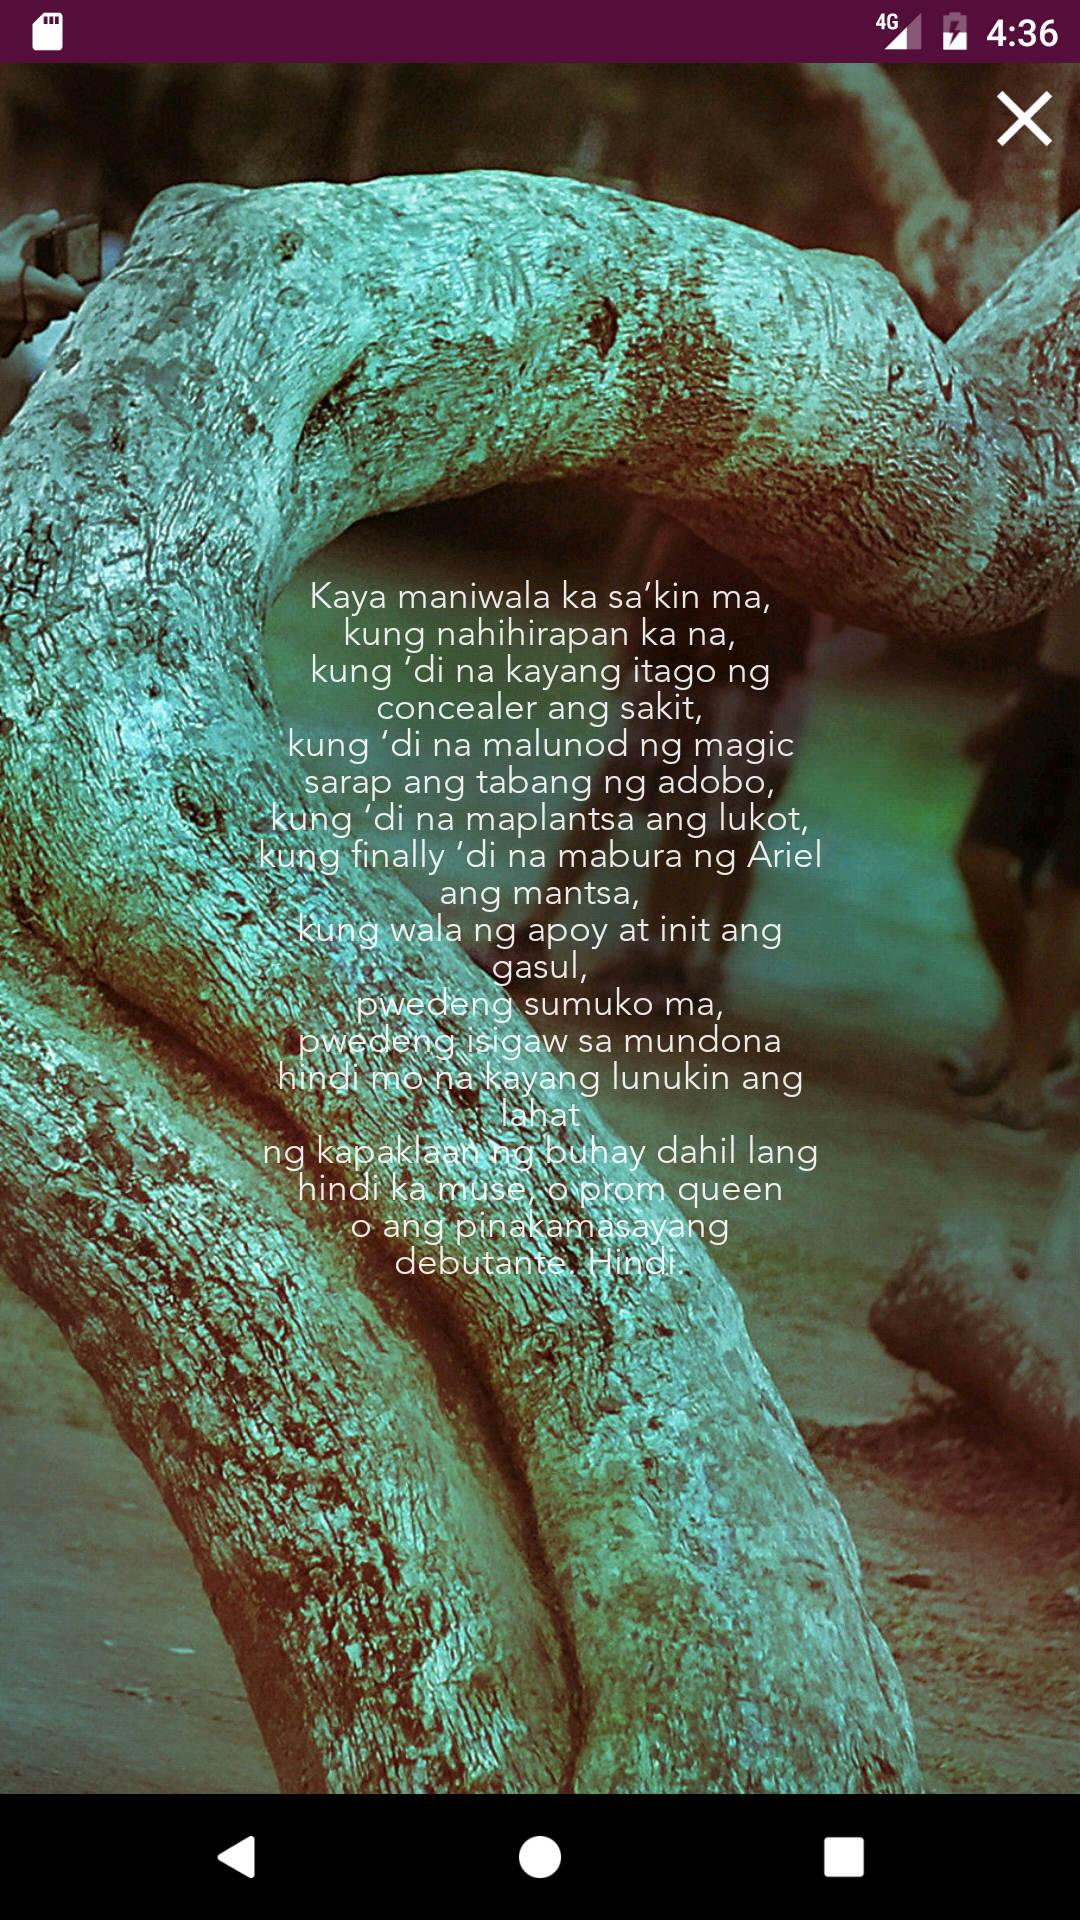 4G
4:36
Kaya maniwala ka sa’kin ma,
kung nahihirapan ka na,
kung ‘di na kayang itago ng
concealer ang sakit,
kung ‘di na malunod ng magic
sarap ang tabang ng adobo,
kung ‘di na maplantsa ang lukot,
kung finally ‘di na mabura ng Ariel
ang mantsa,
kung wala ng apoy at init ang
gasul,
pwedeng sumuko ma,
pwedeng isigaw sa mundona
hindi mo na kayang lunukin ang
lahat
ng kapaklaan ng buhay dahil lang
hindi ka muse, o prom queen
o ang pinakamasayang
debutante. Hindi.